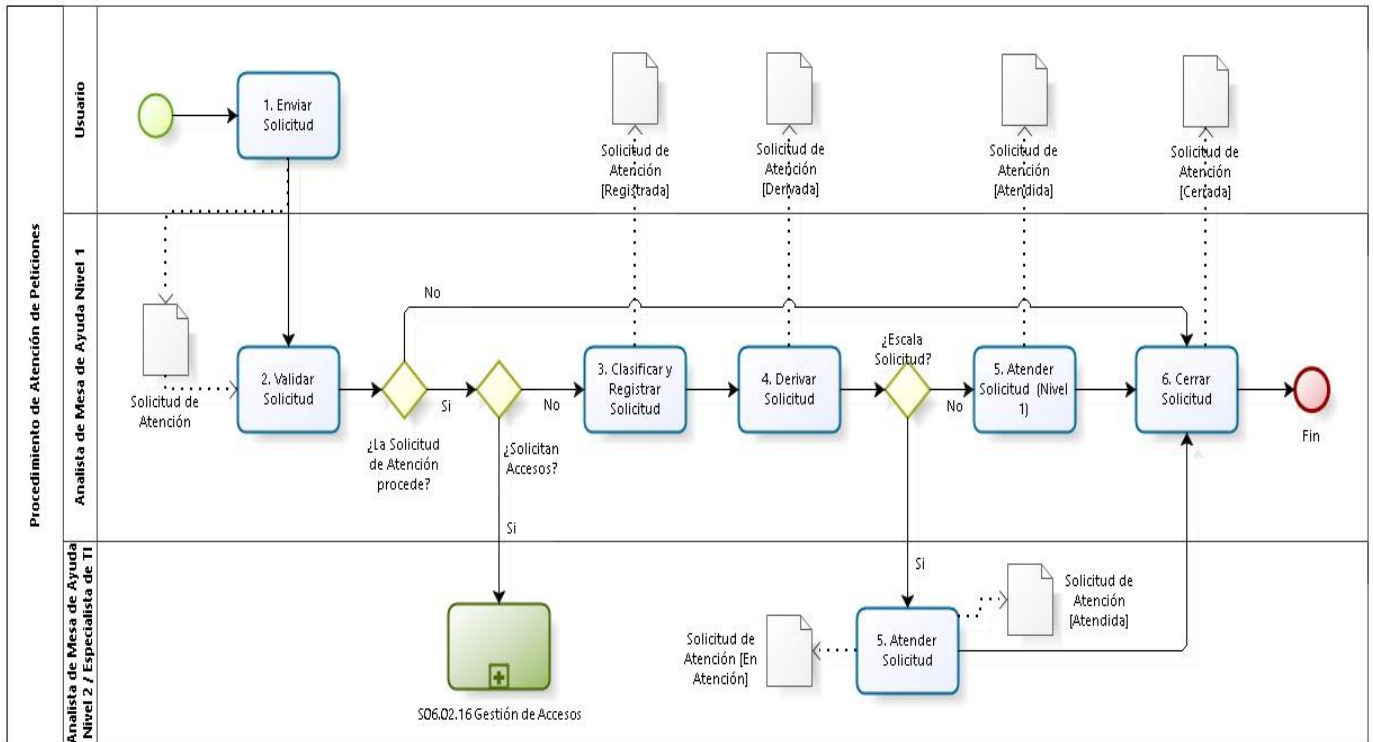 Procedimiento de Atención de Peticiones
Usuario
1. Enviar
Solicitud
Solicitud de
Atención
[Registrada]
Solicitud de
Atención
[Derivada]
Solicitud de
Atención
[Atendida]
Solicitud de
Atención
[Cerrada]
Analista de Mesa de Ayuda Nivel 1
Solicitud de
Atención
2. Validar
Solicitud
¿La Solicitud
de Atención
procede?
No
Si
¿Solicitan
Accesos?
No
Si
3. Clasificar y
Registrar
Solicitud
4. Derivar
Solicitud
¿Escala
Solicitud?
No
Si
5. Atender
Solicitud (Nivel
1)
6. Cerrar
Solicitud
Fin
Analista de Mesa de Ayuda
Nivel 2 / Especialista de TI
S06.02.16 Gestión de Accesos
Solicitud de
Atención [En
Atención]
5. Atender
Solicitud
Solicitud de
Atención
[Atendida]